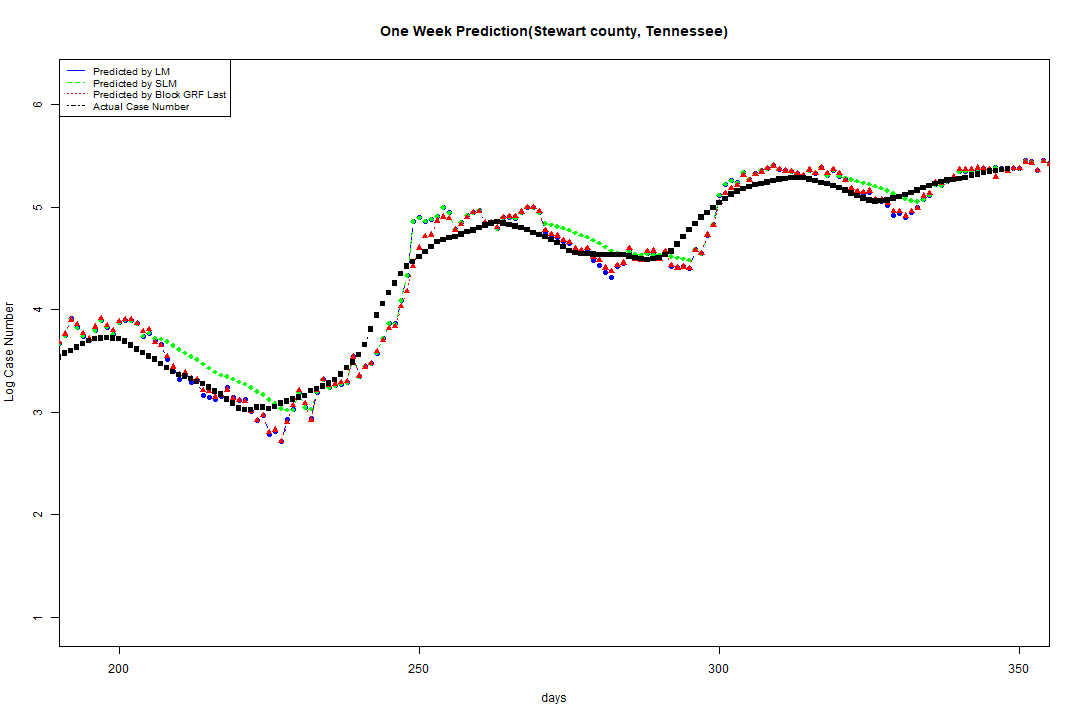 One Week Prediction(Stewart county, Tennessee)
Predicted by LM
Predicted by SLM
Predicted by Block GRF Last
Actual Case Number
6
5
4
3
2
1
Log Case Number
200 250 300 350
days